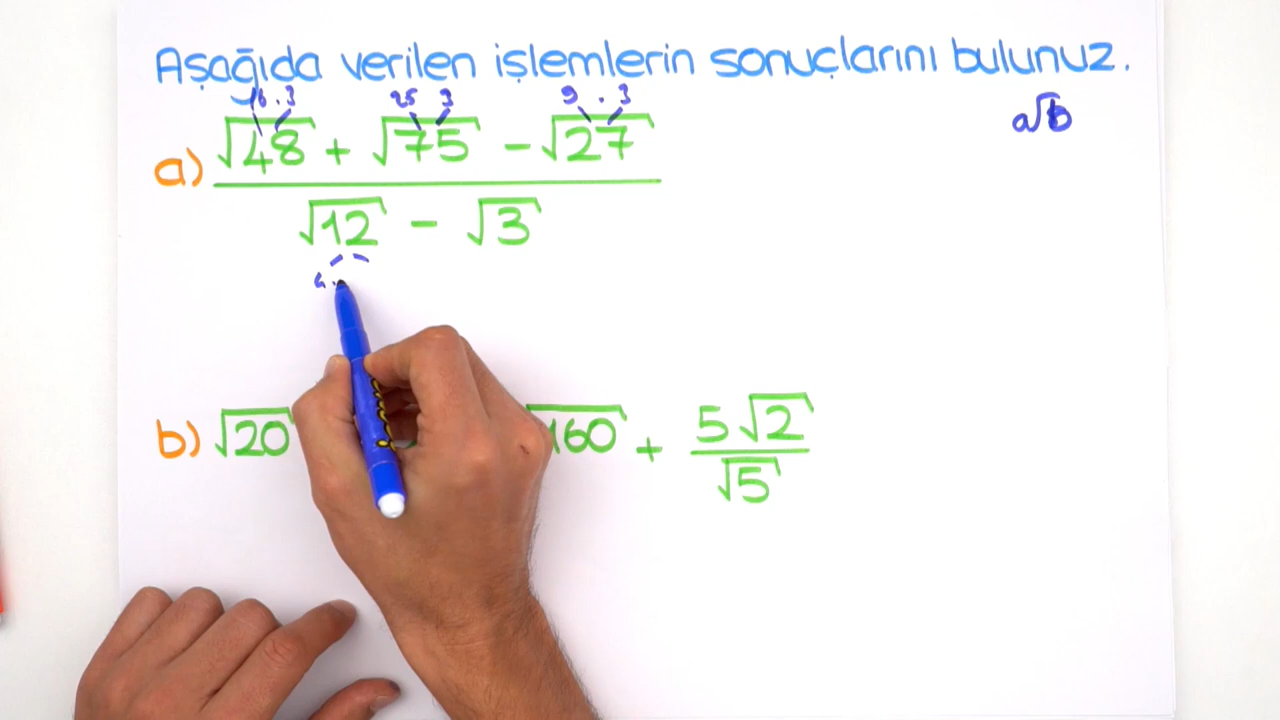 Aşağıda verilen işlemlerin sonuçlarını bulunuz.
16 . 3 25 3 9 . 3
a√b
a) (√48 + √75 - √27) / (√12 - √3)
4 .
b) √20 160 + 5√2 / √5